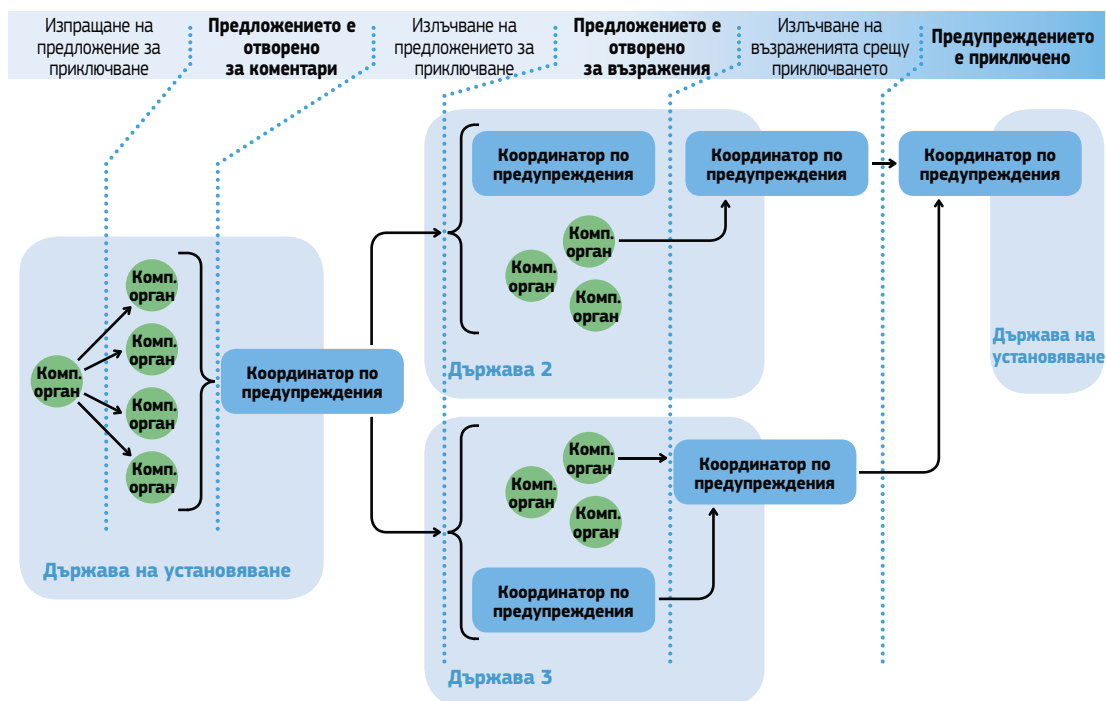 Изпращане на
предложение за
приключване
Предложението е
отворено
за коментари
Излъчване на
предложението за
приключване
Предложението е
отворено
за възражения
Излъчване на
възраженията срещу
приключването
Предупреждението
е приключено
Комп.
орган
Комп.
орган
Комп.
орган
Комп.
орган
Комп.
орган
Координатор по
предупреждения
Държава на установяване
Координатор по
предупреждения
Комп.
орган
Комп.
орган
Комп.
орган
Държава 2
Координатор по
предупреждения
Комп.
орган
Комп.
орган
Комп.
орган
Координатор по
предупреждения
Държава 3
Координатор по
предупреждения
Координатор по
предупреждения
Държава на
установяване